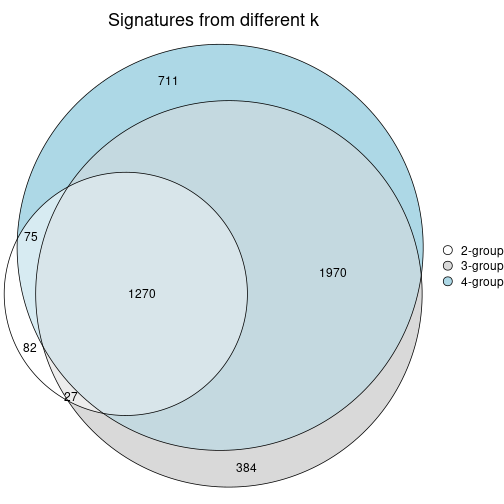 Signatures from different k
711
75
1270
1970
82
27
384
2-group
3-group
4-group